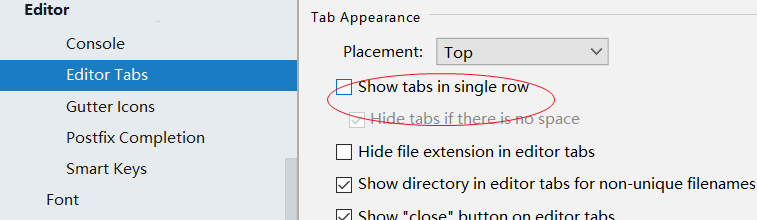 Editor
Console
Editor Tabs
Gutter Icons
Postfix Completion
Smart Keys
Font
Tab Appearance
Placement: Top
Show tabs in single row
Hide tabs if there is no space
Hide file extension in editor tabs
Show directory in editor tabs for non-unique filenames
Show "close" button on editor tabs